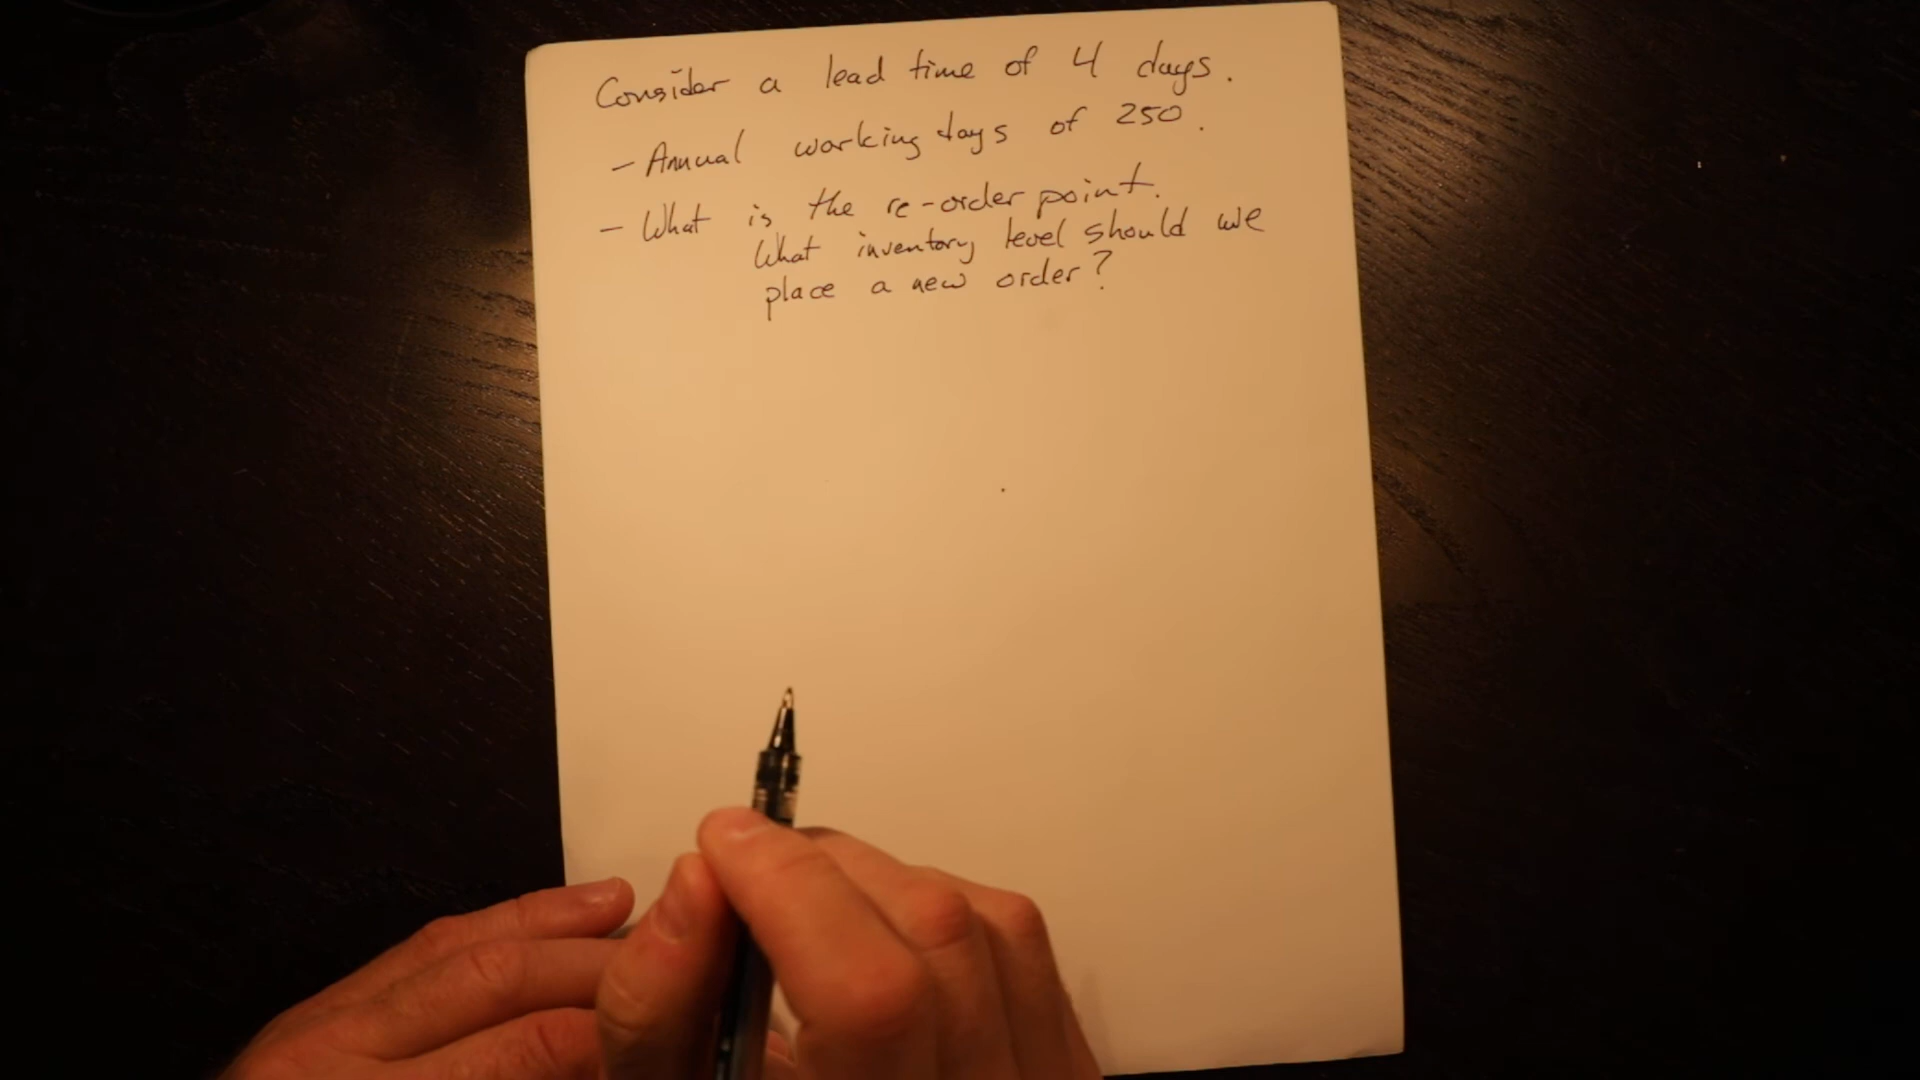 Consider a lead time of 4 days.
- Annual working days of 250.
- What is the re-order point.
What inventory level should we
place a new order?